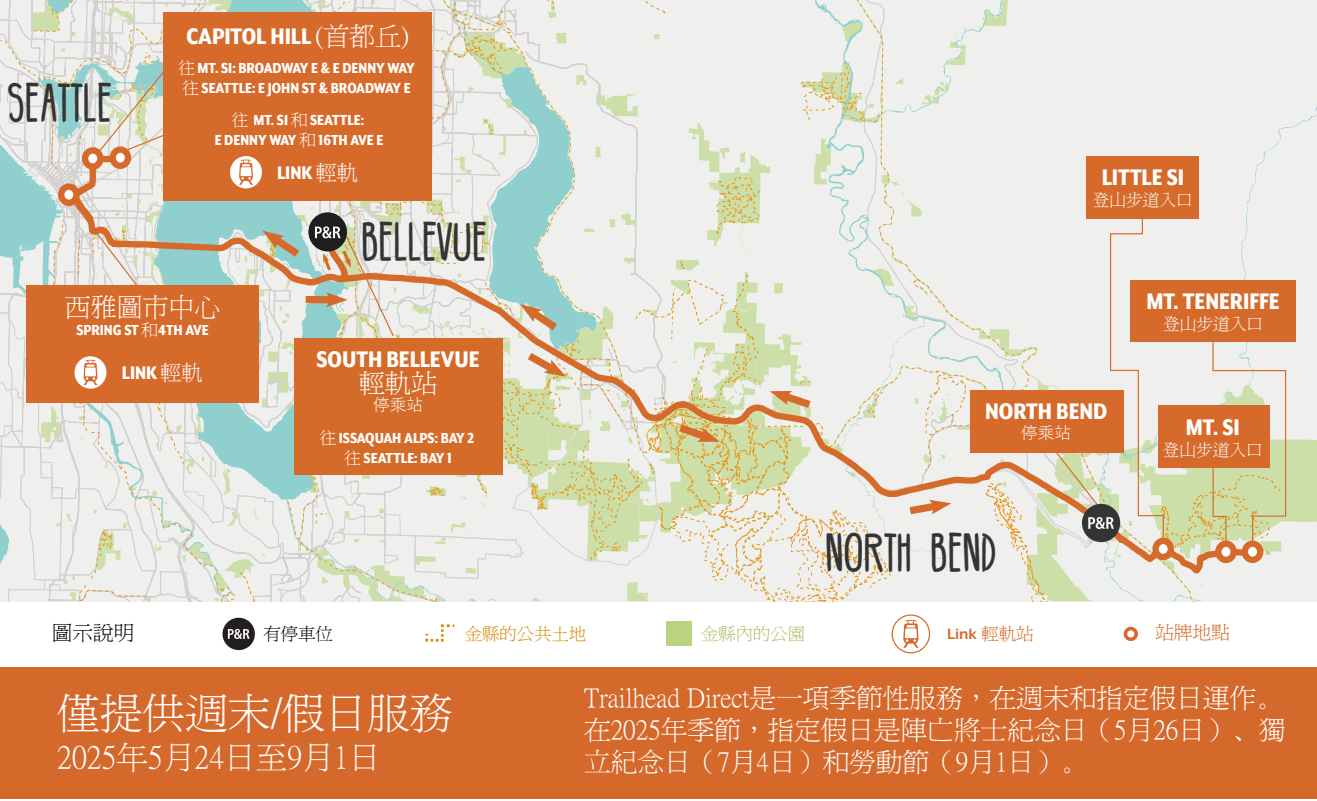 CAPITOL HILL (首都丘)
往 MT. SI: BROADWAY E & E DENNY WAY
往 SEATTLE: E JOHN ST & BROADWAY E
往 MT. SI 和 SEATTLE:
E DENNY WAY 和 16TH AVE E
LINK 輕軌
SEATTLE
P&R
BELLEVUE
LITTLE SI
登山步道入口
西雅圖市中心
SPRING ST 和 4TH AVE
LINK 輕軌
MT. TENERIFFE
登山步道入口
SOUTH BELLEVUE
輕軌站
停乘站
往 ISSAQUAH ALPS: BAY 2
往 SEATTLE: BAY 1
NORTH BEND
停乘站
MT. SI
登山步道入口
P&R
NORTH BEND
圖示說明
P&R 有停車位
金縣的公共土地
金縣內的公園
Link 輕軌站
站牌地點
僅提供週末/假日服務
2025年5月24日至9月1日
Trailhead Direct是一項季節性服務，在週末和指定假日運作。
在2025年季節，指定假日是陣亡將士紀念日（5月26日）、獨
立紀念日（7月4日）和勞動節（9月1日）。